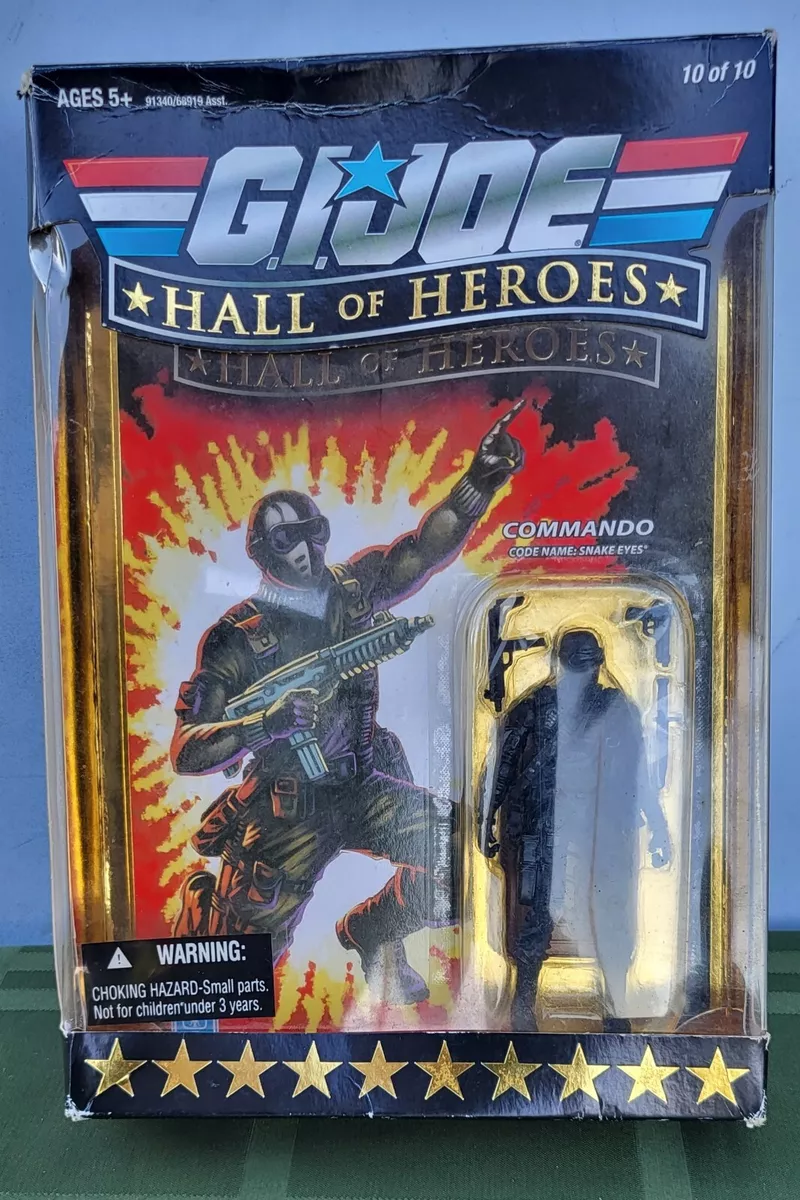 AGES 5+ 91340/68919 Asst.
10 of 10
G.I. JOE
HALL OF HEROES
HALL OF HEROES
COMMANDO
CODE NAME: SNAKE EYES®
WARNING:
CHOKING HAZARD-Small parts.
Not for children under 3 years.